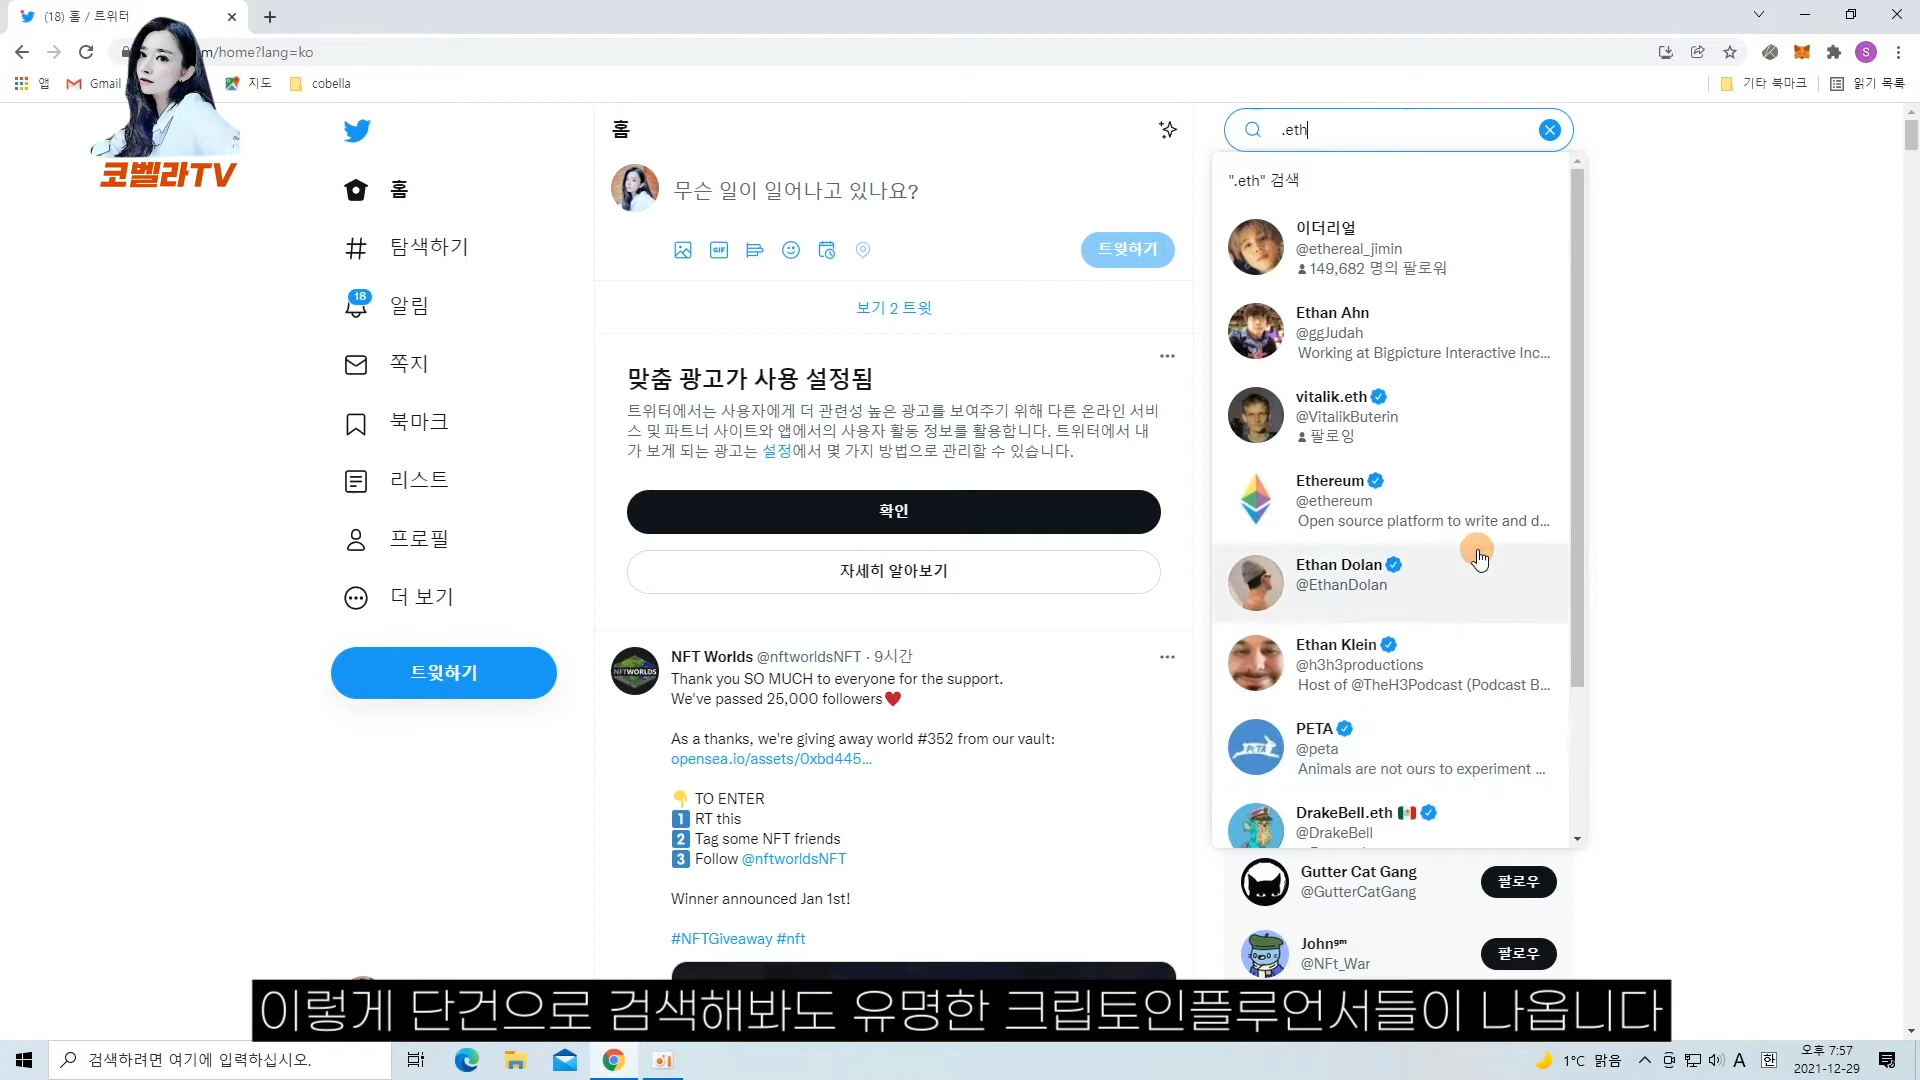 (18) 홈 / 트위터
m/home?lang=ko
앱
Gmail
지도
cobella
기타 북마크
읽기 목록
코벨라TV
홈
탐색하기
18
알림
쪽지
북마크
리스트
프로필
더 보기
트윗하기
홈
무슨 일이 일어나고 있나요?
GIF
트윗하기
보기 2 트윗
맞춤 광고가 사용 설정됨
트위터에서는 사용자에게 더 관련성 높은 광고를 보여주기 위해 다른 온라인 서비
스 및 파트너 사이트와 앱에서의 사용자 활동 정보를 활용합니다. 트위터에서 내
가 보게 되는 광고는 설정에서 몇 가지 방법으로 관리할 수 있습니다.
확인
자세히 알아보기
NFTWORLDS
NFT Worlds @nftworldsNFT · 9시간
Thank you SO MUCH to everyone for the support.
We've passed 25,000 followers❤️
As a thanks, we're giving away world #352 from our vault:
opensea.io/assets/0xbd445...
👇 TO ENTER
1️⃣ RT this
2️⃣ Tag some NFT friends
3️⃣ Follow @nftworldsNFT
Winner announced Jan 1st!
#NFTGiveaway #nft
.eth
".eth" 검색
이더리얼
@ethereal_jimin
149,682 명의 팔로워
Ethan Ahn
@ggJudah
Working at Bigpicture Interactive Inc...
vitalik.eth
@VitalikButerin
팔로잉
Ethereum
@ethereum
Open source platform to write and d...
Ethan Dolan
@EthanDolan
Ethan Klein
@h3h3productions
Host of @TheH3Podcast (Podcast B...
PETA
PETA
@peta
Animals are not ours to experiment ...
DrakeBell.eth 🇲🇽
@DrakeBell
Gutter Cat Gang
@GutterCatGang
팔로우
Johnᵍᵐ
@NFt_War
팔로우
이렇게 단건으로 검색해봐도 유명한 크립토인플루언서들이 나옵니다
검색하려면 여기에 입력하십시오.
1°C 맑음
A
한
오후 7:57
2021-12-29
S